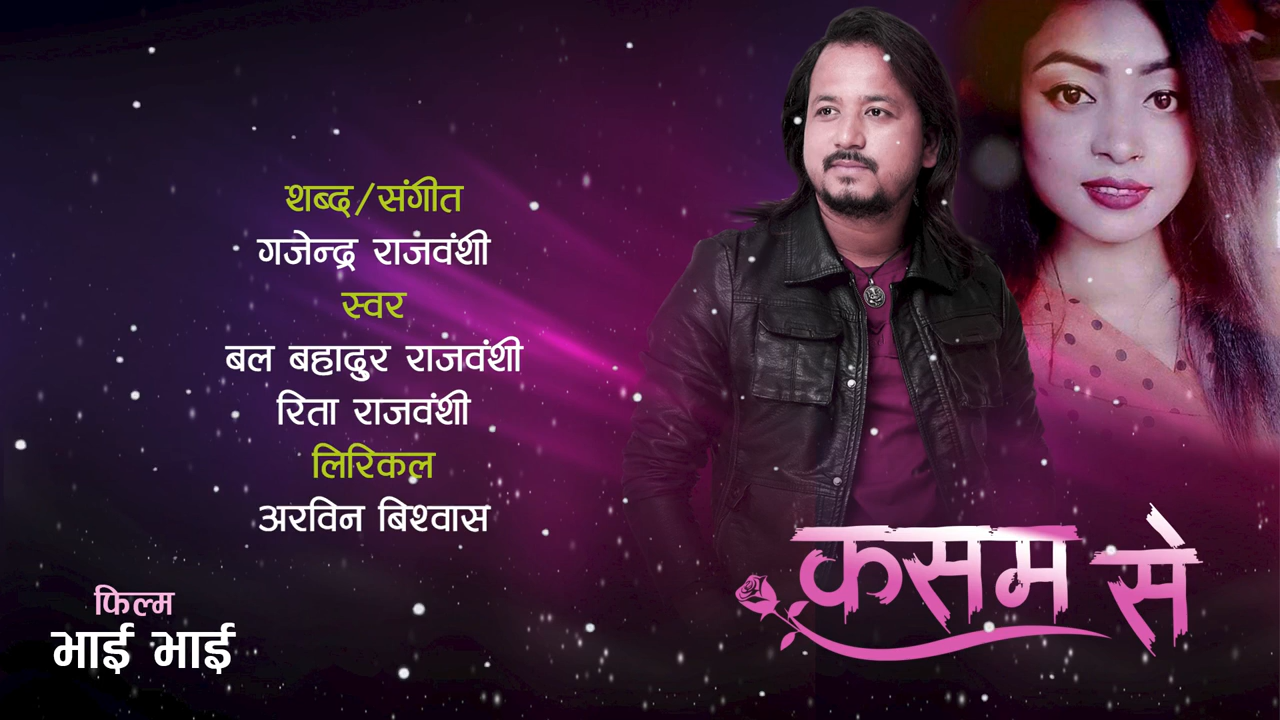 शब्द/संगीत
गजेन्द्र राजवंशी
स्वर
बल बहादुर राजवंशी
रिता राजवंशी
लिरिकल
अरविन बिश्वास
फिल्म
भाई भाई
कसम से